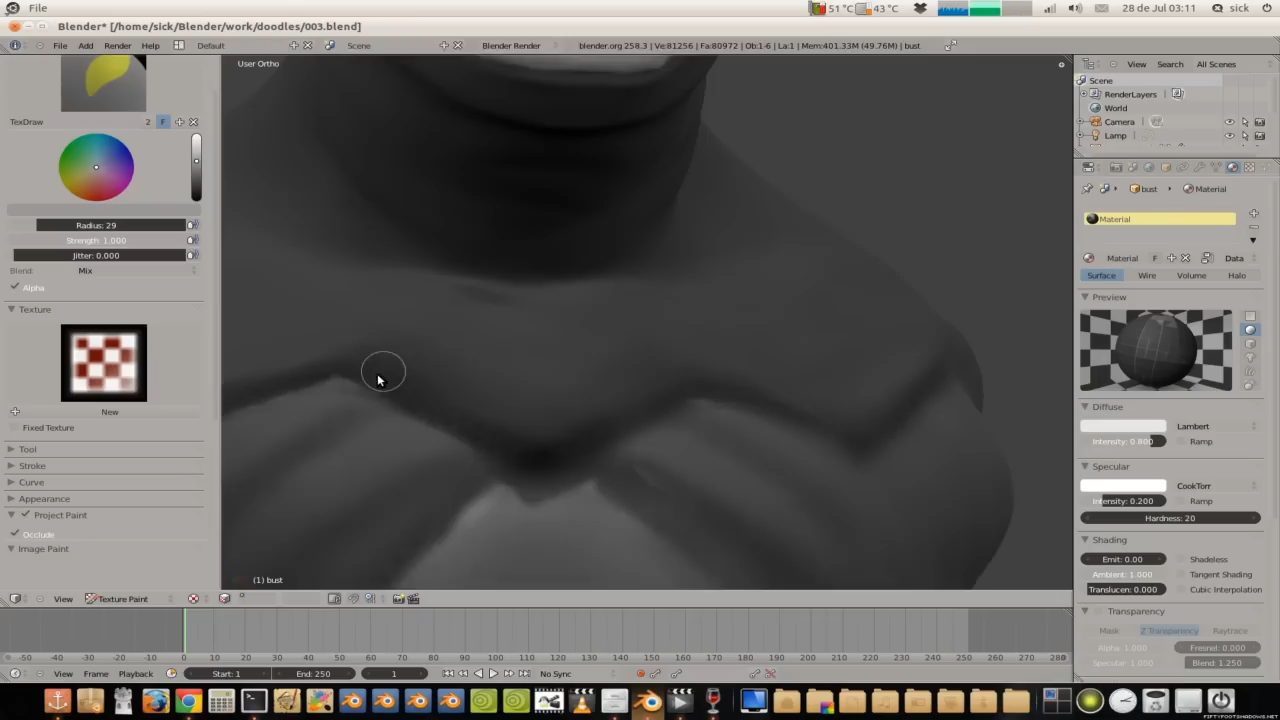 File 51 °C 43 °C 28 de Jul 03:11 sick
Blender* [/home/sick/Blender/work/doodles/003.blend]
File Add Render Help Default Scene Blender Render blender.org 258.3 | Ve:81256 | Fa:80972 | Ob:1-6 | La:1 | Mem:401.33M (49.76M) | bust
View Search All Scenes
User Ortho
Scene
RenderLayers
World
Camera
Lamp
TexDraw 2 F
bust Material
Material
Radius: 29
Strength: 1.000
Jitter: 0.000
Blend: Mix
Alpha
Material F Data
Surface Wire Volume Halo
Preview
Texture
New
Fixed Texture
Tool
Stroke
Curve
Appearance
Project Paint
Occlude
Image Paint
Diffuse
Lambert
Intensity: 0.800 Ramp
Specular
CookTorr
Intensity: 0.200 Ramp
Hardness: 20
Shading
Emit: 0.00 Shadeless
Ambient: 1.000 Tangent Shading
Translucen: 0.000 Cubic Interpolation
Transparency
Mask Z Transparency Raytrace
Alpha: 1.000 Fresnel: 0.000
Specular: 1.000 Blend: 1.250
(1) bust
View Texture Paint
-50 -40 -30 -20 -10 0 10 20 30 40 50 60 70 80 90 100 110 120 130 140 150 160 170 180 190 200 210 220 230 240 250 260 270 280
View Frame Playback Start: 1 End: 250 1 No Sync
FIFTYFOOTSHADOWS.NET